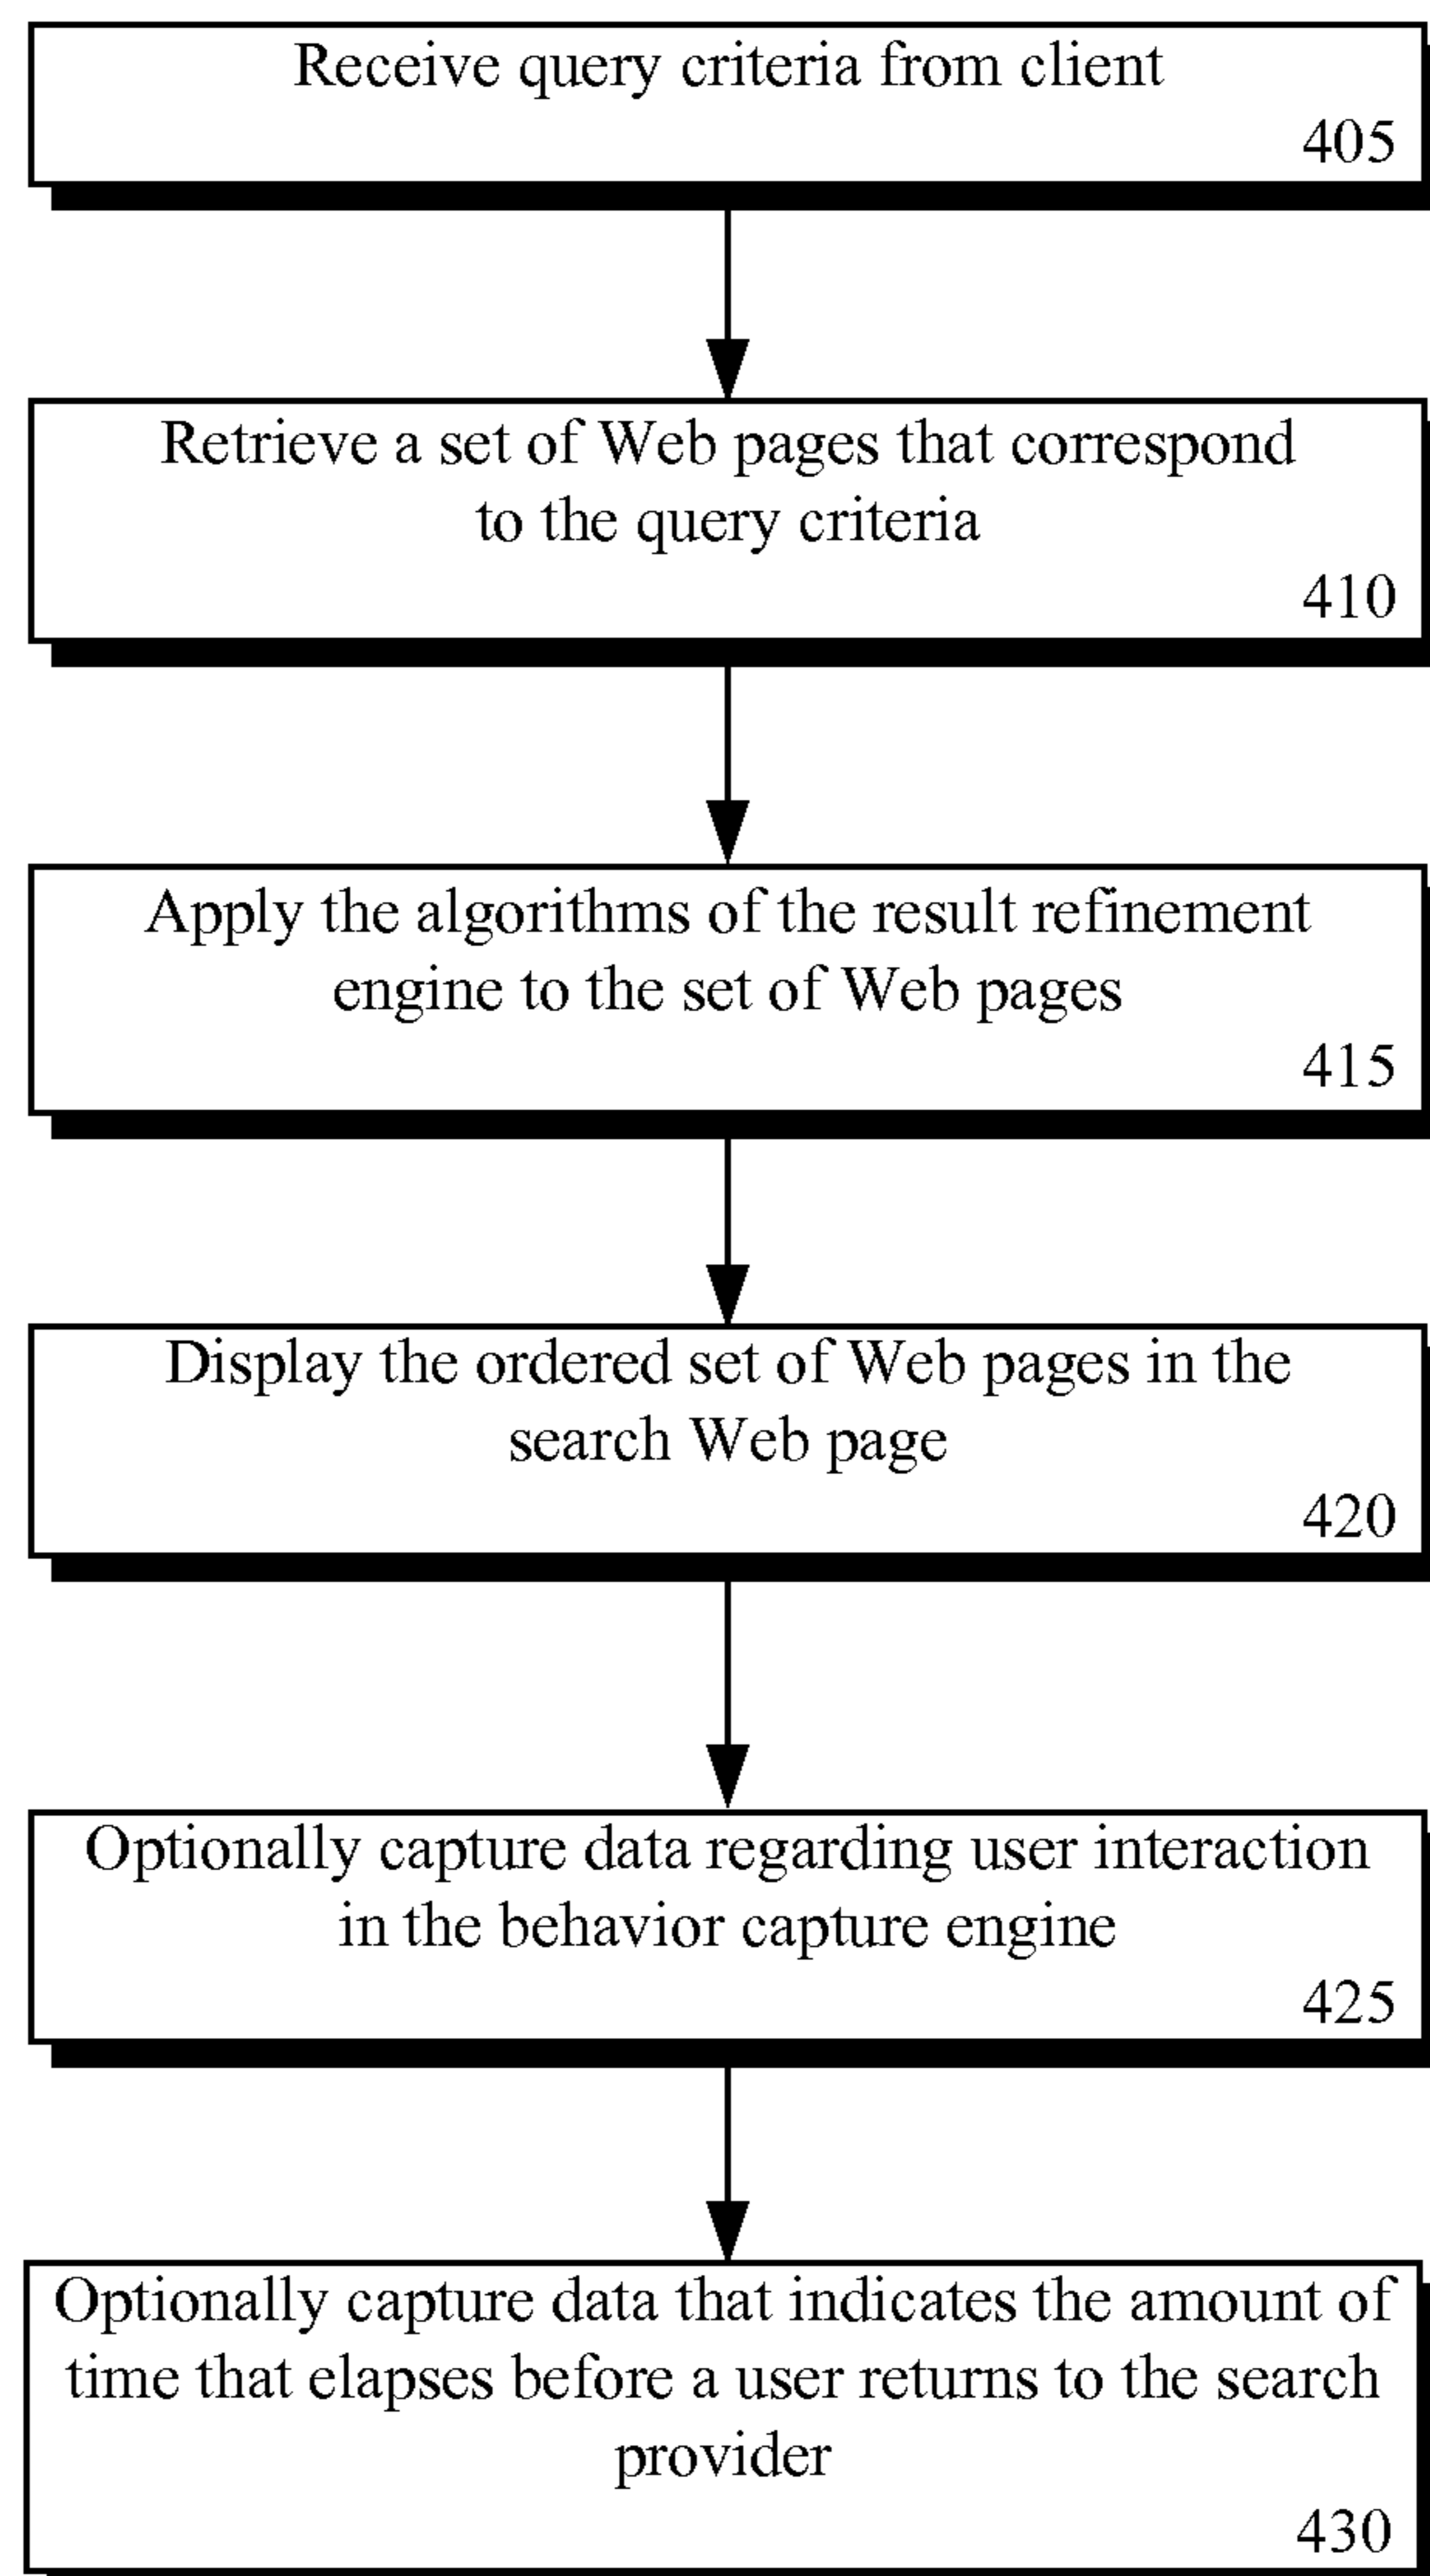 Receive query criteria from client
405
Retrieve a set of Web pages that correspond
to the query criteria
410
Apply the algorithms of the result refinement
engine to the set of Web pages
415
Display the ordered set of Web pages in the
search Web page
420
Optionally capture data regarding user interaction
in the behavior capture engine
425
Optionally capture data that indicates the amount of
time that elapses before a user returns to the search
provider
430